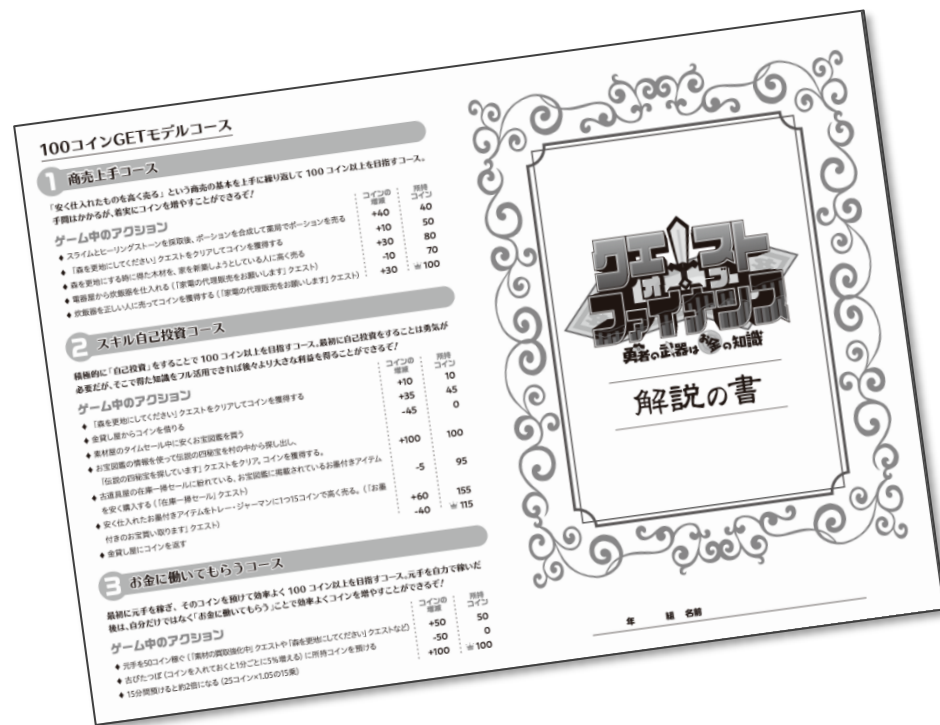 100コインGETモデルコース
1 商売上手コース
「安く仕入れたものを高く売る」という商売の基本を上手に繰り返して 100 コイン以上を目指すコース。
手間はかかるが、着実にコインを増やすことができるぞ！
ゲーム中のアクション コインの増減 所持コイン
♦ スライムとヒーリングストーンを採取後、ポーションを合成して薬局でポーションを売る +40 40
♦ 「森を更地にしてください」クエストをクリアしてコインを獲得する +10 50
♦ 森を更地にする時に得た木材を、家を新築しようとしている人に高く売る +30 80
♦ 電器屋から炊飯器を仕入れる（「家電の代理販売をお願いします」クエスト） -10 70
♦ 炊飯器を正しい人に売ってコインを獲得する（「家電の代理販売をお願いします」クエスト） +30 100
2 スキル自己投資コース
積極的に「自己投資」をすることで 100 コイン以上を目指すコース。最初に自己投資をすることは勇気が
必要だが、そこで得た知識をフル活用できれば後々より大きな利益を得ることができるぞ！
ゲーム中のアクション コインの増減 所持コイン
♦ 「森を更地にしてください」クエストをクリアしてコインを獲得する +10 10
♦ 金貸し屋からコインを借りる +35 45
♦ 素材屋のタイムセール中に安くお宝図鑑を買う -45 0
♦ お宝図鑑の情報を使って伝説の四秘宝を村の中から探し出し、
「伝説の四秘宝を探しています」クエストをクリア。コインを獲得する。 +100 100
♦ 古道具屋の在庫一掃セールに紛れている、お宝図鑑に掲載されているお墨付きアイテム
を安く購入する（「在庫一掃セール」クエスト） -5 95
♦ 安く仕入れたお墨付きアイテムをトレー・ジャーマンに1つ15コインで高く売る。（「お墨
付きのお宝買い取ります」クエスト） +60 155
♦ 金貸し屋にコインを返す -40 115
3 お金に働いてもらうコース
最初に元手を稼ぎ、そのコインを預けて効率よく 100 コイン以上を目指すコース。元手を自力で稼いだ
後は、自分だけではなく「お金に働いてもらう」ことで効率よくコインを増やすことができるぞ！
ゲーム中のアクション コインの増減 所持コイン
♦ 元手を50コイン稼ぐ（「素材の買取強化中」クエストや「森を更地にしてください」クエストなど） +50 50
♦ 古びたつぼ（コインを入れておくと1分ごとに5％増える）に所持コインを預ける -50 0
♦ 15分間預けると約2倍になる（25コイン×1.05の15乗） +100 100
クエスト
オ・ブ
ファイナンス
勇者の武器はお金の知識
解説の書
年 組 名前